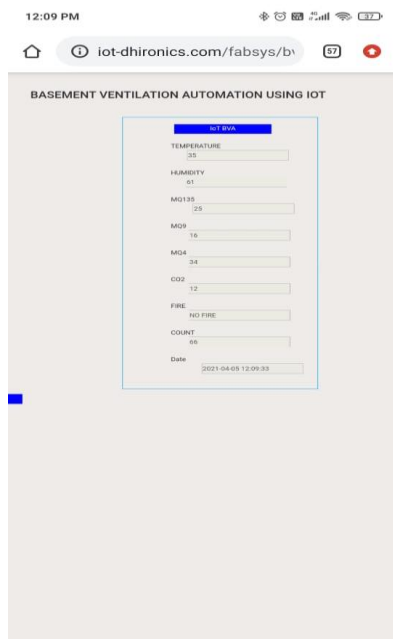 12:09 PM
4G
37
iot-dhironics.com/fabsys/bv
57
BASEMENT VENTILATION AUTOMATION USING IOT
IoT BVA
TEMPERATURE
35
HUMIDITY
61
MQ135
25
MQ9
16
MQ4
34
CO2
12
FIRE
NO FIRE
COUNT
66
Date
2021-04-05 12:09:33